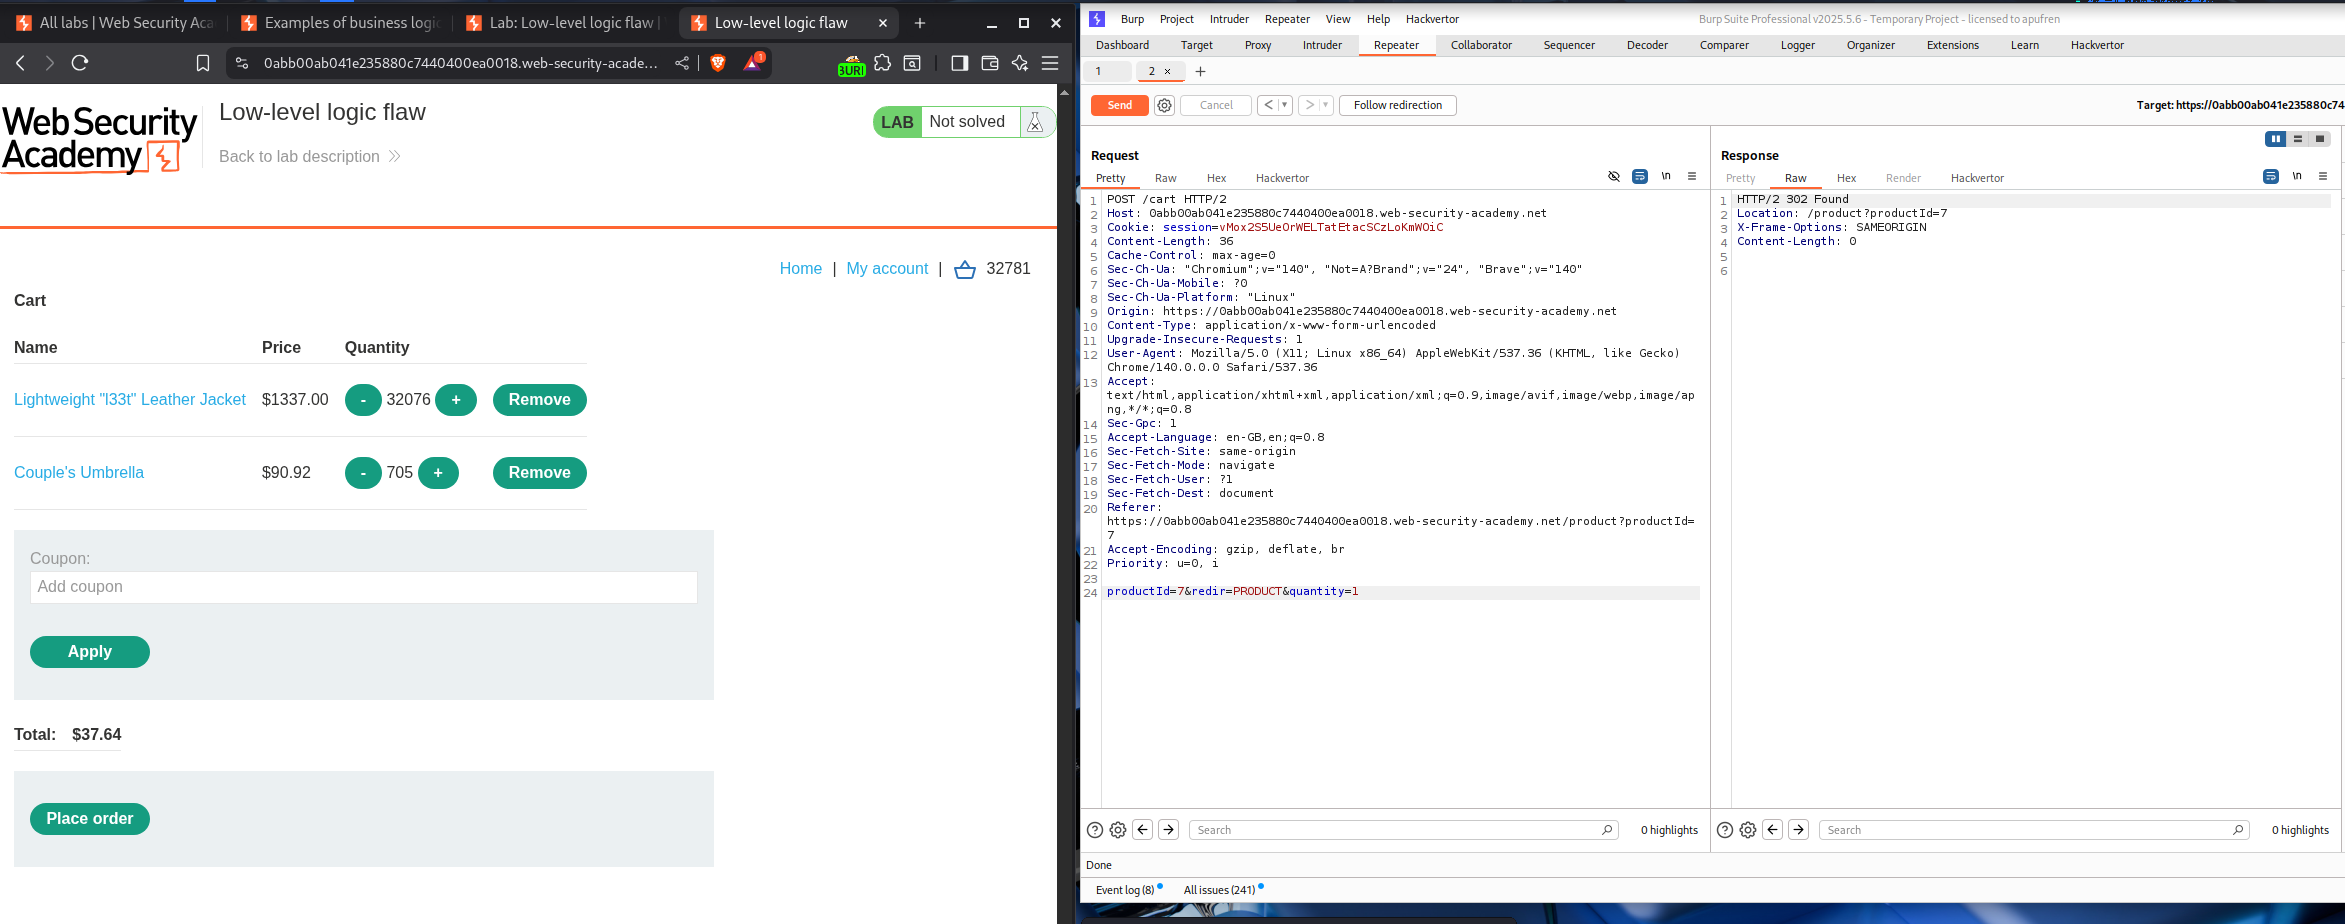 All labs | Web Security Aca
Examples of business logic
Lab: Low-level logic flaw |
Low-level logic flaw
0abb00ab041e235880c7440400ea0018.web-security-acade...
BURI
1
Web Security Academy
Low-level logic flaw
Back to lab description
LAB Not solved
Home | My account | 32781
Cart
Name Price Quantity
Lightweight "l33t" Leather Jacket $1337.00 - 32076 + Remove
Couple's Umbrella $90.92 - 705 + Remove
Coupon:
Add coupon
Apply
Total: $37.64
Place order
Burp Project Intruder Repeater View Help Hackvertor
Burp Suite Professional v2025.5.6 - Temporary Project - licensed to apufren
Dashboard Target Proxy Intruder Repeater Collaborator Sequencer Decoder Comparer Logger Organizer Extensions Learn Hackvertor
1 2 × +
Send Cancel < > Follow redirection
Target: https://0abb00ab041e235880c74
Request
Pretty Raw Hex Hackvertor \n
1 POST /cart HTTP/2
2 Host: 0abb00ab041e235880c7440400ea0018.web-security-academy.net
3 Cookie: session=vMox2S5UeOrWELTatEtacSCzLoKmWOiC
4 Content-Length: 36
5 Cache-Control: max-age=0
6 Sec-Ch-Ua: "Chromium";v="140", "Not=A?Brand";v="24", "Brave";v="140"
7 Sec-Ch-Ua-Mobile: ?0
8 Sec-Ch-Ua-Platform: "Linux"
9 Origin: https://0abb00ab041e235880c7440400ea0018.web-security-academy.net
10 Content-Type: application/x-www-form-urlencoded
11 Upgrade-Insecure-Requests: 1
12 User-Agent: Mozilla/5.0 (X11; Linux x86_64) AppleWebKit/537.36 (KHTML, like Gecko)
Chrome/140.0.0.0 Safari/537.36
13 Accept:
text/html,application/xhtml+xml,application/xml;q=0.9,image/avif,image/webp,image/ap
ng,*/*;q=0.8
14 Sec-Gpc: 1
15 Accept-Language: en-GB,en;q=0.8
16 Sec-Fetch-Site: same-origin
17 Sec-Fetch-Mode: navigate
18 Sec-Fetch-User: ?1
19 Sec-Fetch-Dest: document
20 Referer:
https://0abb00ab041e235880c7440400ea0018.web-security-academy.net/product?productId=
7
21 Accept-Encoding: gzip, deflate, br
22 Priority: u=0, i
23
24 productId=7&redir=PRODUCT&quantity=1
Search 0 highlights
Response
Pretty Raw Hex Render Hackvertor \n
1 HTTP/2 302 Found
2 Location: /product?productId=7
3 X-Frame-Options: SAMEORIGIN
4 Content-Length: 0
5
6
Search 0 highlights
Done
Event log (8) All issues (241)